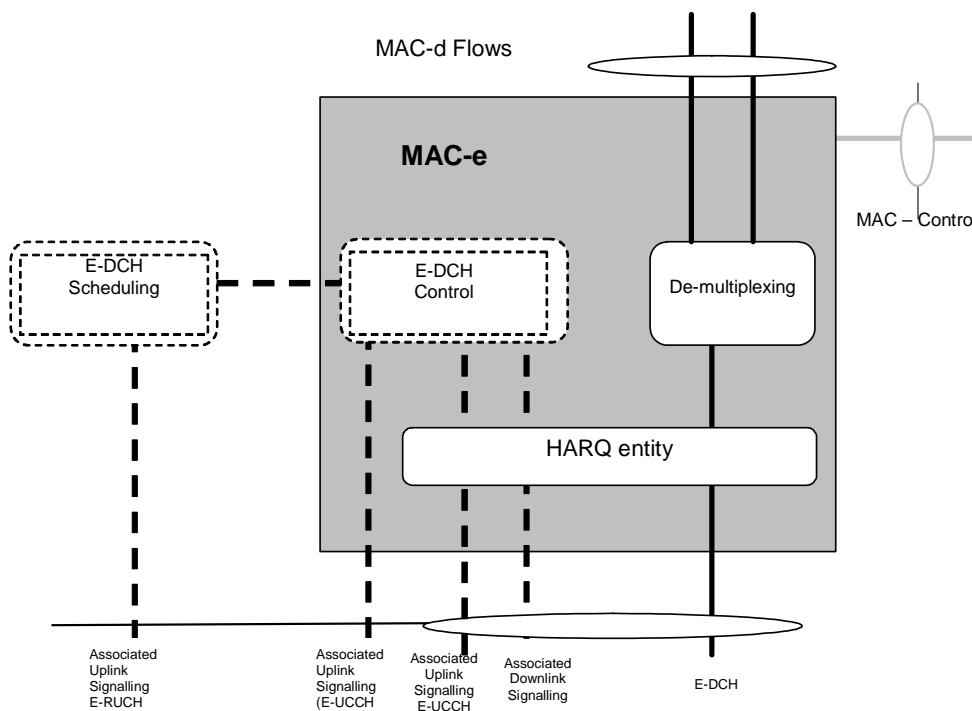 MAC-d Flows
MAC-e
MAC – Control
E-DCH
Scheduling
E-DCH
Control
De-multiplexing
HARQ entity
Associated
Uplink
Signalling
E-RUCH
Associated
Uplink
Signalling
(E-UCCH
Associated
Uplink
Signalling
E-UCCH
Associated
Downlink
Signalling
E-DCH